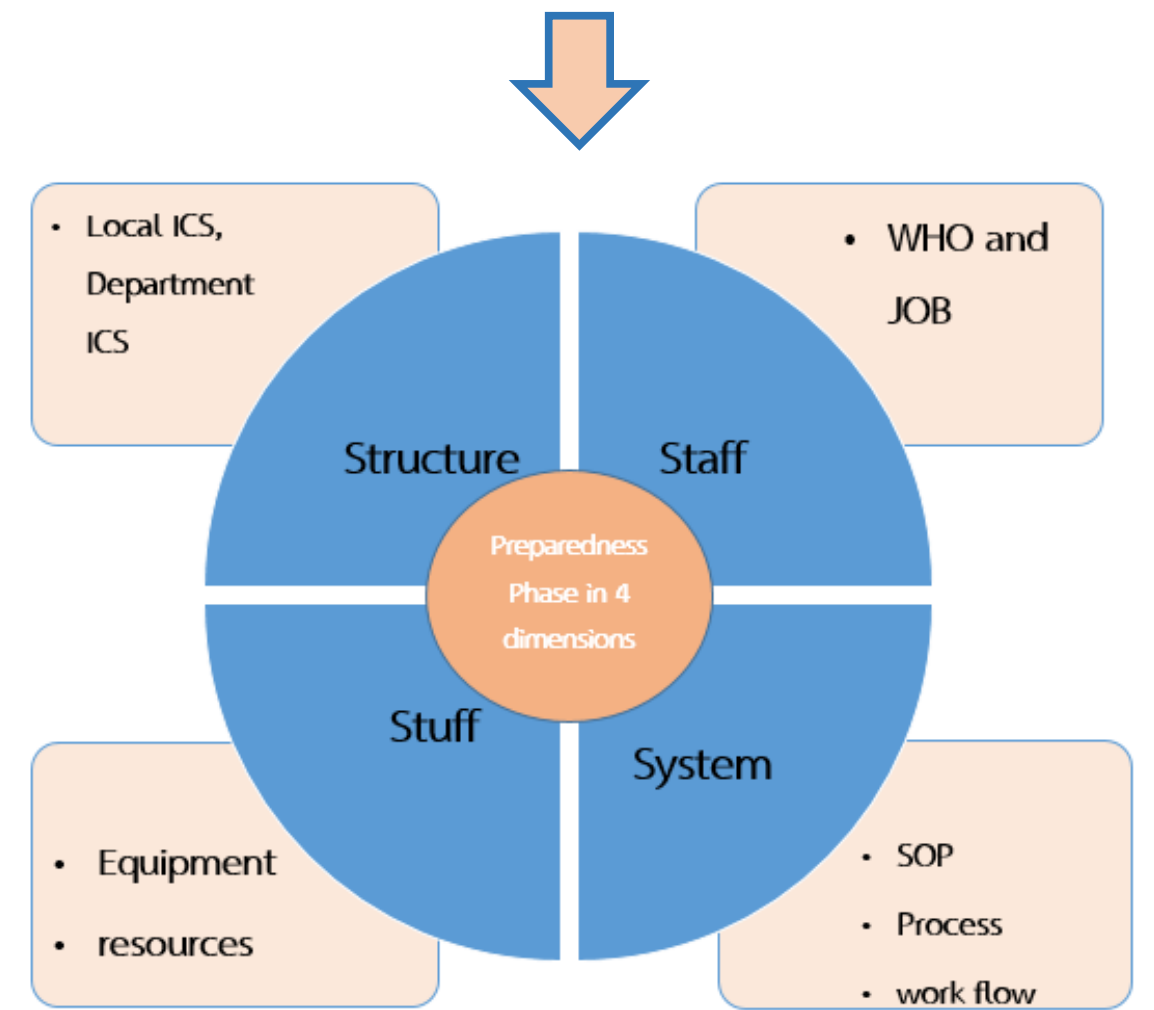 • Local ICS,
Department
ICS
• WHO and
JOB
Structure
Staff
Preparedness
Phase in 4
dimensions
Stuff
System
• Equipment
• resources
• SOP
• Process
• work flow